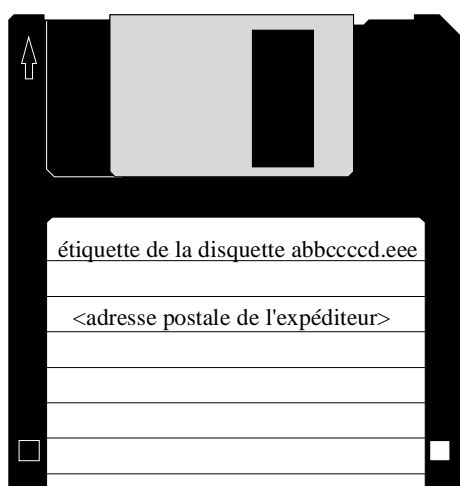 étiquette de la disquette abbccccd.eee
<adresse postale de l'expéditeur>